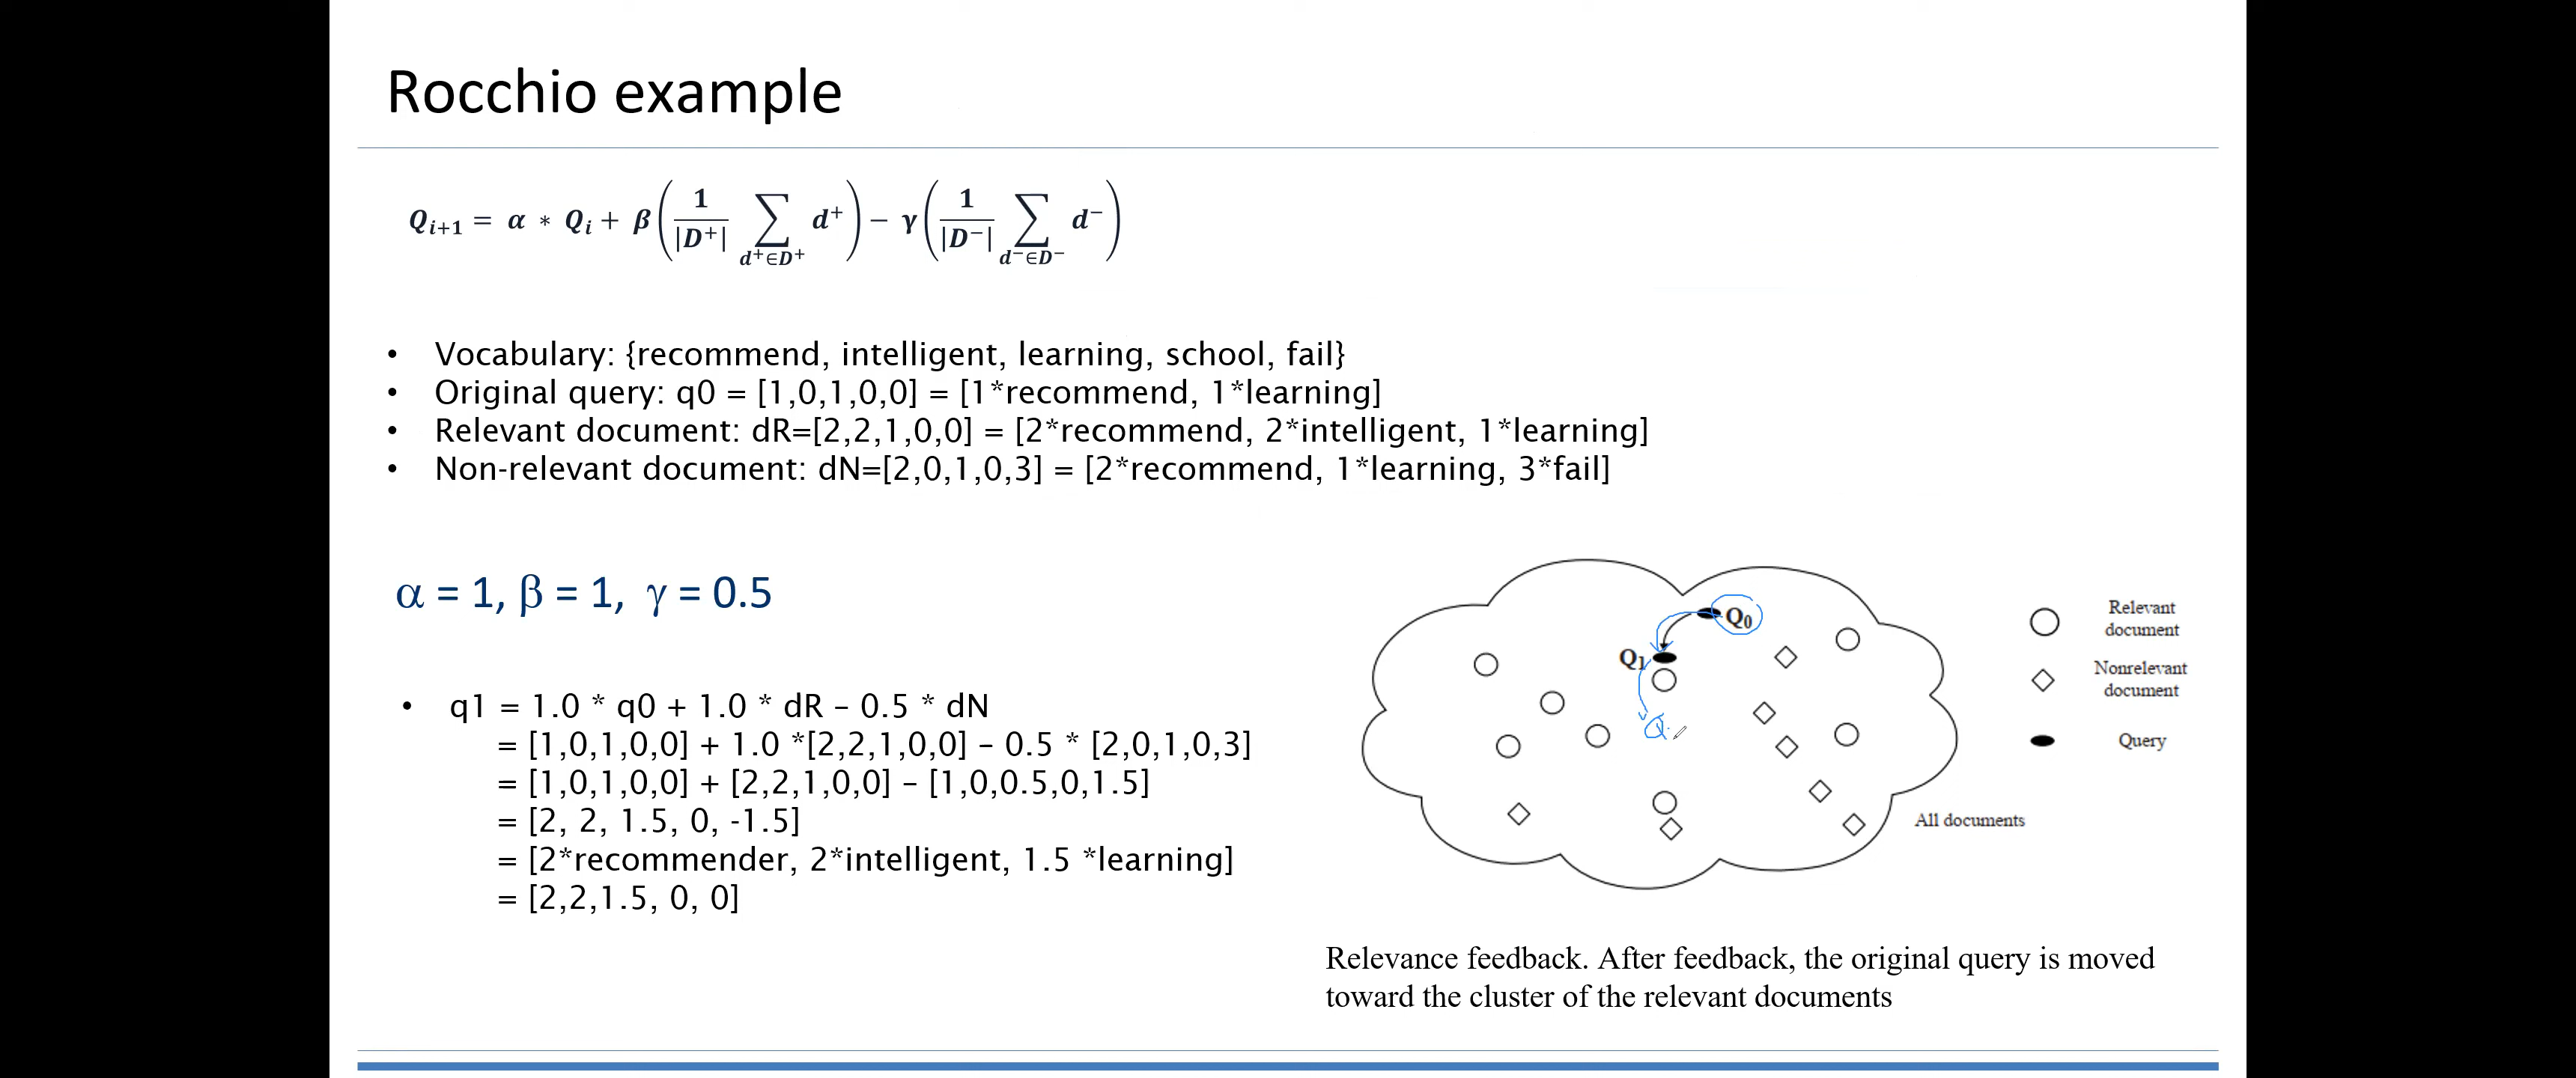 Rocchio example
Qᵢ₊₁ = α * Qᵢ + β(1/|D⁺| ∑ d⁺∈D⁺ d⁺) − γ(1/|D⁻| ∑ d⁻∈D⁻ d⁻)
• Vocabulary: {recommend, intelligent, learning, school, fail}
• Original query: q0 = [1,0,1,0,0] = [1*recommend, 1*learning]
• Relevant document: dR=[2,2,1,0,0] = [2*recommend, 2*intelligent, 1*learning]
• Non-relevant document: dN=[2,0,1,0,3] = [2*recommend, 1*learning, 3*fail]
α = 1, β = 1, γ = 0.5
• q1 = 1.0 * q0 + 1.0 * dR – 0.5 * dN
= [1,0,1,0,0] + 1.0 *[2,2,1,0,0] – 0.5 * [2,0,1,0,3]
= [1,0,1,0,0] + [2,2,1,0,0] – [1,0,0.5,0,1.5]
= [2, 2, 1.5, 0, -1.5]
= [2*recommender, 2*intelligent, 1.5 *learning]
= [2,2,1.5, 0, 0]
Q₀
Q₁
Relevant
document
Nonrelevant
document
Query
All documents
Relevance feedback. After feedback, the original query is moved
toward the cluster of the relevant documents